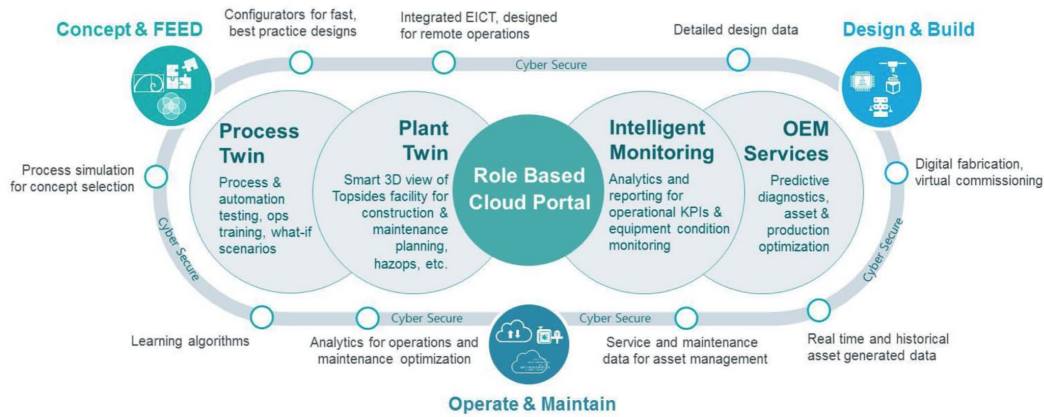 Concept & FEED
Configurators for fast,
best practice designs
Integrated EICT, designed
for remote operations
Detailed design data
Design & Build
Cyber Secure
Process
Twin
Process &
automation
testing, ops
training, what-if
scenarios
Plant
Twin
Smart 3D view of
Topsides facility for
construction &
maintenance
planning,
hazops, etc.
Role Based
Cloud Portal
Intelligent
Monitoring
Analytics and
reporting for
operational KPIs &
equipment condition
monitoring
OEM
Services
Predictive
diagnostics,
asset &
production
optimization
Process simulation
for concept selection
Digital fabrication,
virtual commissioning
Cyber Secure
Cyber Secure
Cyber Secure
Cyber Secure
Learning algorithms
Analytics for operations and
maintenance optimization
Service and maintenance
data for asset management
Real time and historical
asset generated data
Operate & Maintain